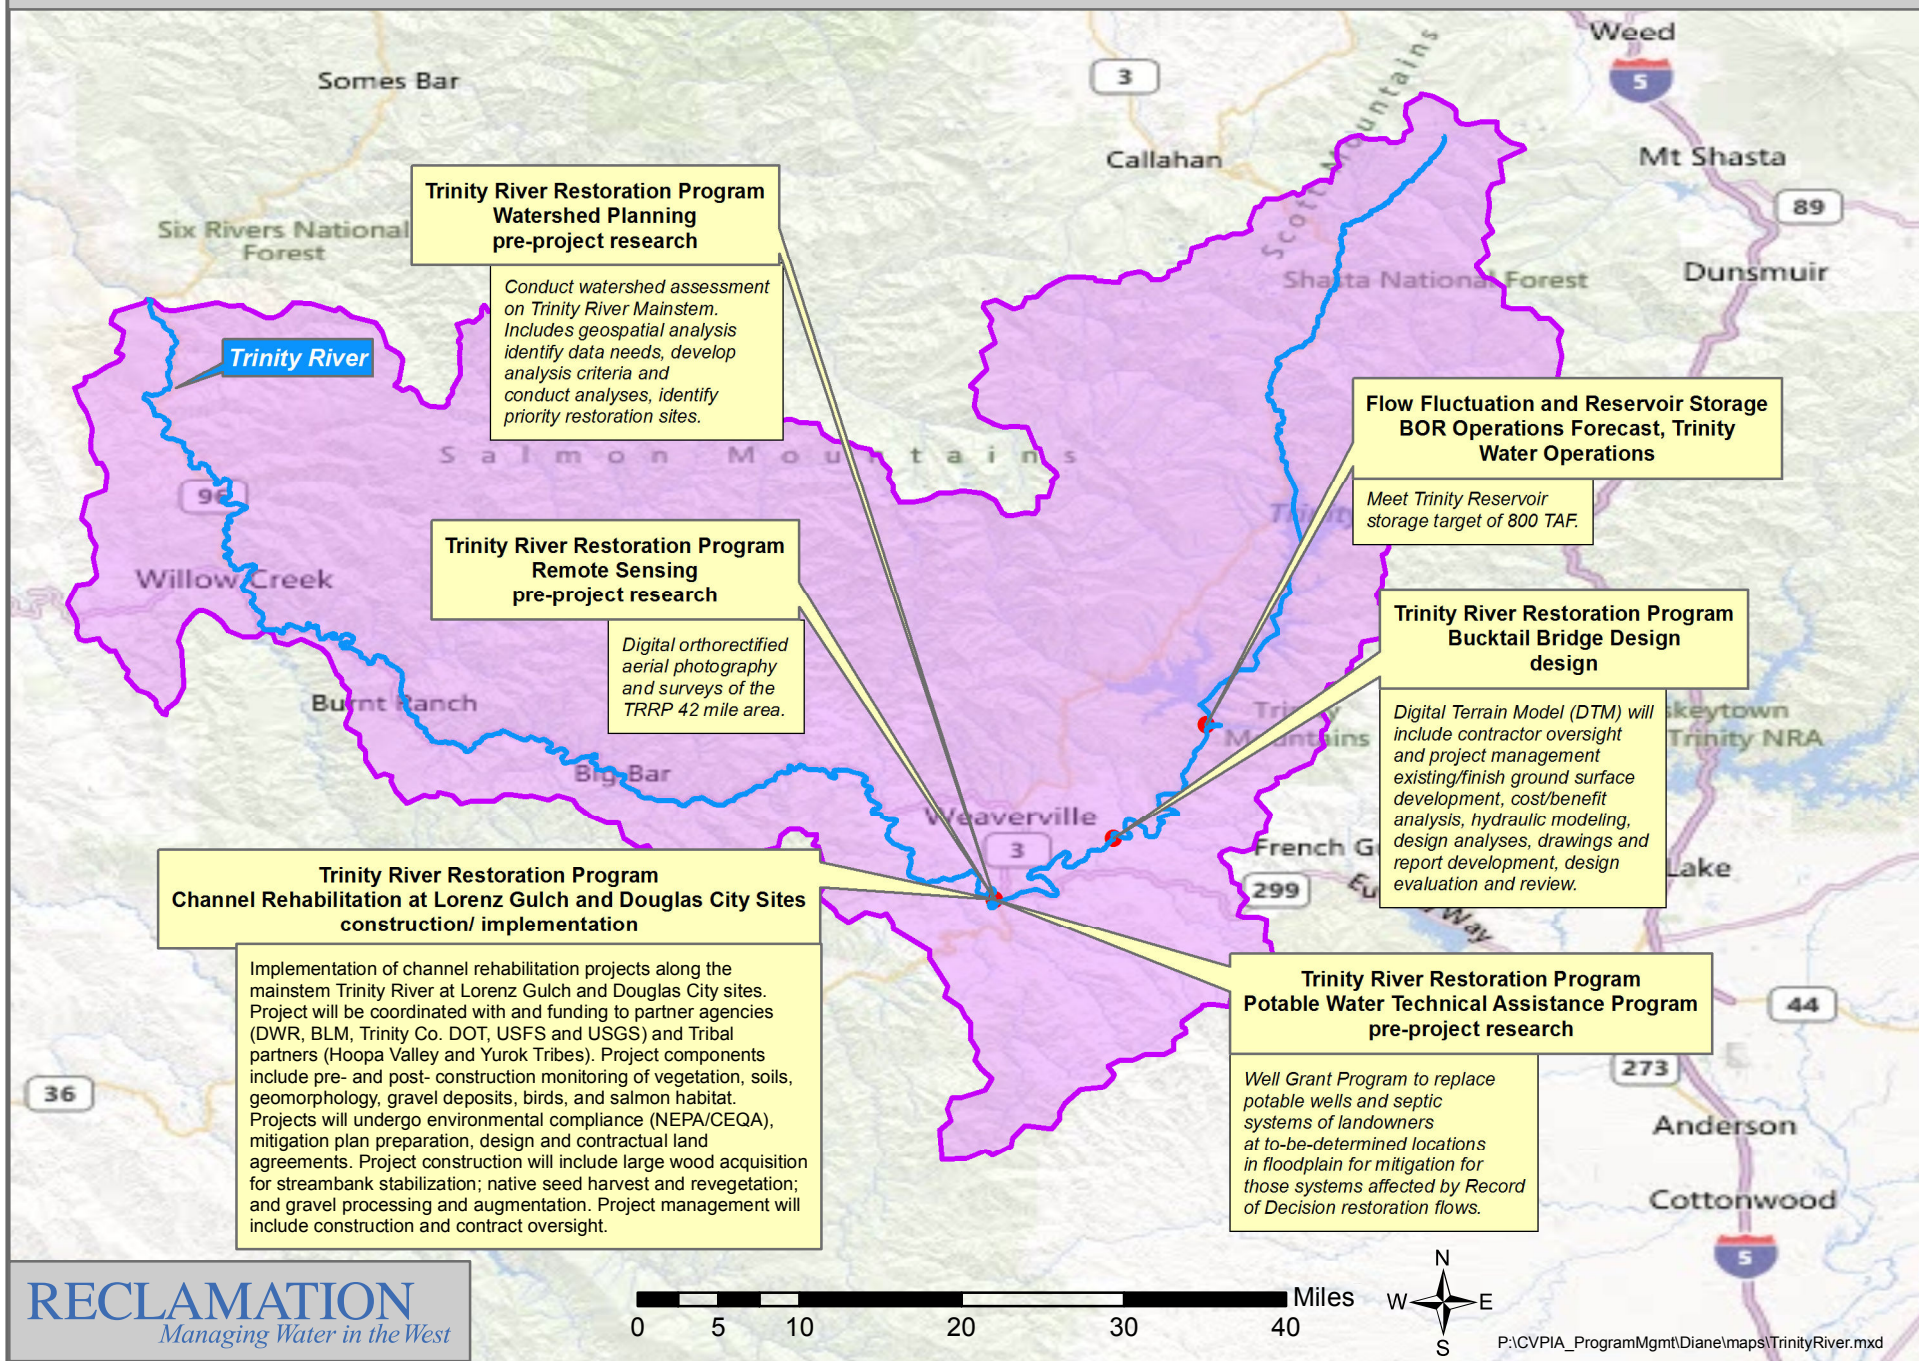 Weed
5
Somes Bar
3
Scott Mountains
Callahan
Mt Shasta
89
Trinity River Restoration Program
Watershed Planning
pre-project research
Six Rivers National
Forest
Conduct watershed assessment
on Trinity River Mainstem.
Includes geospatial analysis
identify data needs, develop
analysis criteria and
conduct analyses, identify
priority restoration sites.
Shasta National Forest
Dunsmuir
Trinity River
Flow Fluctuation and Reservoir Storage
BOR Operations Forecast, Trinity
Water Operations
Meet Trinity Reservoir
storage target of 800 TAF.
Salmon Mountains
96
Trinity
Trinity River Restoration Program
Remote Sensing
pre-project research
Digital orthorectified
aerial photography
and surveys of the
TRRP 42 mile area.
Willow Creek
Trinity River Restoration Program
Bucktail Bridge Design
design
Digital Terrain Model (DTM) will
include contractor oversight
and project management
existing/finish ground surface
development, cost/benefit
analysis, hydraulic modeling,
design analyses, drawings and
report development, design
evaluation and review.
Burnt Ranch
Trinity
Mountains
skeytown
Trinity NRA
Big Bar
Weaverville
3
French Gu
299
Lake
Way
Trinity River Restoration Program
Channel Rehabilitation at Lorenz Gulch and Douglas City Sites
construction/ implementation
Implementation of channel rehabilitation projects along the
mainstem Trinity River at Lorenz Gulch and Douglas City sites.
Project will be coordinated with and funding to partner agencies
(DWR, BLM, Trinity Co. DOT, USFS and USGS) and Tribal
partners (Hoopa Valley and Yurok Tribes). Project components
include pre- and post- construction monitoring of vegetation, soils,
geomorphology, gravel deposits, birds, and salmon habitat.
Projects will undergo environmental compliance (NEPA/CEQA),
mitigation plan preparation, design and contractual land
agreements. Project construction will include large wood acquisition
for streambank stabilization; native seed harvest and revegetation;
and gravel processing and augmentation. Project management will
include construction and contract oversight.
Trinity River Restoration Program
Potable Water Technical Assistance Program
pre-project research
Well Grant Program to replace
potable wells and septic
systems of landowners
at to-be-determined locations
in floodplain for mitigation for
those systems affected by Record
of Decision restoration flows.
44
273
36
Anderson
Cottonwood
5
RECLAMATION
Managing Water in the West
0 5 10 20 30 40 Miles
N
W E
S
P:\CVPIA_ProgramMgmt\Diane\maps\TrinityRiver.mxd